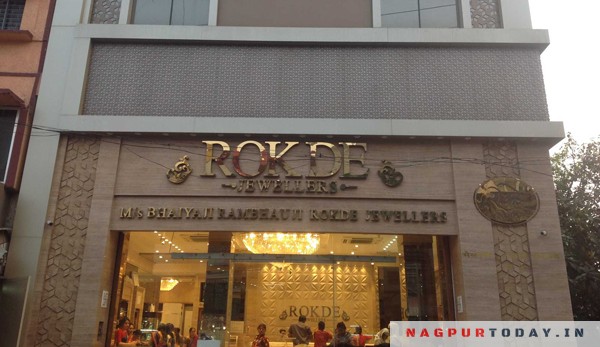 ROKDE
JEWELLERS
M/s BHAIYAJI RAMBHAUJI ROKDE JEWELLERS
ROKDE
NAGPURTODAY.IN